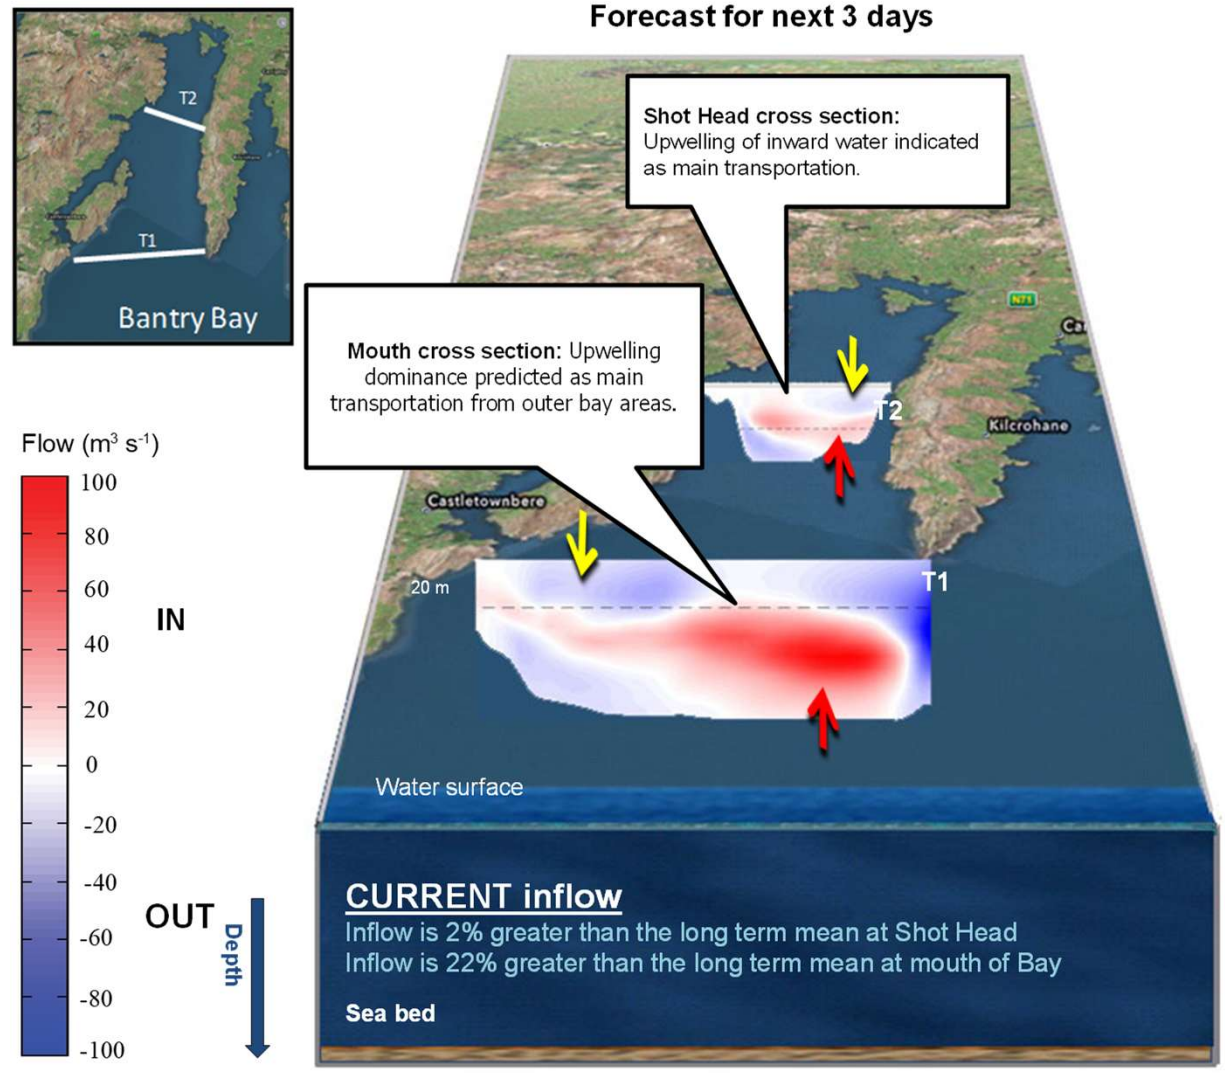 Forecast for next 3 days
T2
T1
Bantry Bay
Shot Head cross section:
Upwelling of inward water indicated
as main transportation.
N71
Mouth cross section: Upwelling
dominance predicted as main
transportation from outer bay areas.
T2
Kilcrohane
Castletownbere
20 m
T1
Flow (m³ s⁻¹)
100
80
60
40
20
0
-20
-40
-60
-80
-100
IN
OUT
Depth
Water surface
CURRENT inflow
Inflow is 2% greater than the long term mean at Shot Head
Inflow is 22% greater than the long term mean at mouth of Bay
Sea bed